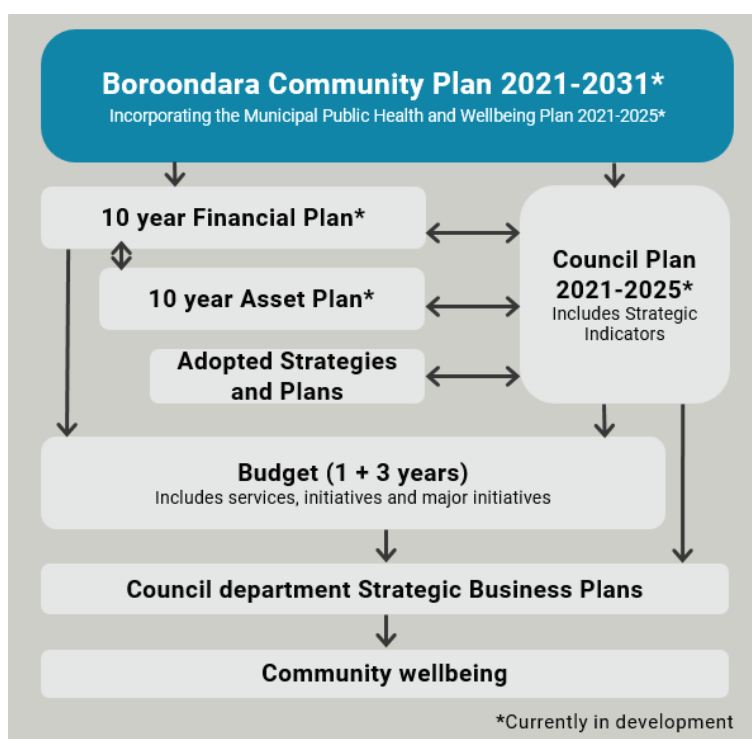 Boroondara Community Plan 2021-2031*
Incorporating the Municipal Public Health and Wellbeing Plan 2021-2025*
10 year Financial Plan*
10 year Asset Plan*
Adopted Strategies
and Plans
Council Plan
2021-2025*
Includes Strategic
Indicators
Budget (1 + 3 years)
Includes services, initiatives and major initiatives
Council department Strategic Business Plans
Community wellbeing
*Currently in development